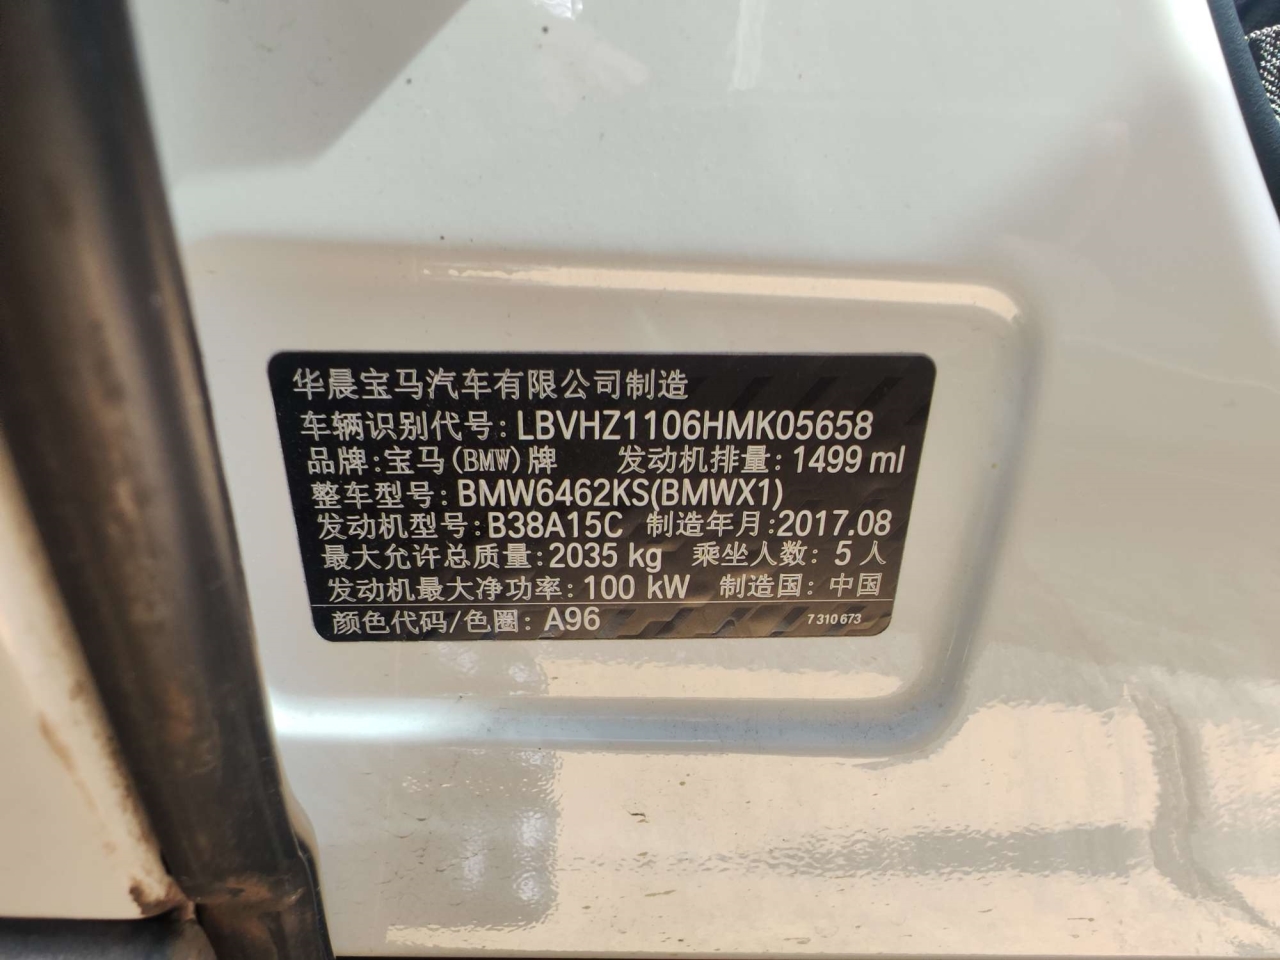 华晨宝马汽车有限公司制造
车辆识别代号: LBVHZ1106HMK05658
品牌: 宝马(BMW)牌 发动机排量: 1499 ml
整车型号: BMW6462KS(BMWX1)
发动机型号: B38A15C 制造年月: 2017.08
最大允许总质量: 2035 kg 乘坐人数: 5 人
发动机最大净功率: 100 kW 制造国: 中国
颜色代码/色圈: A96 7 310 673